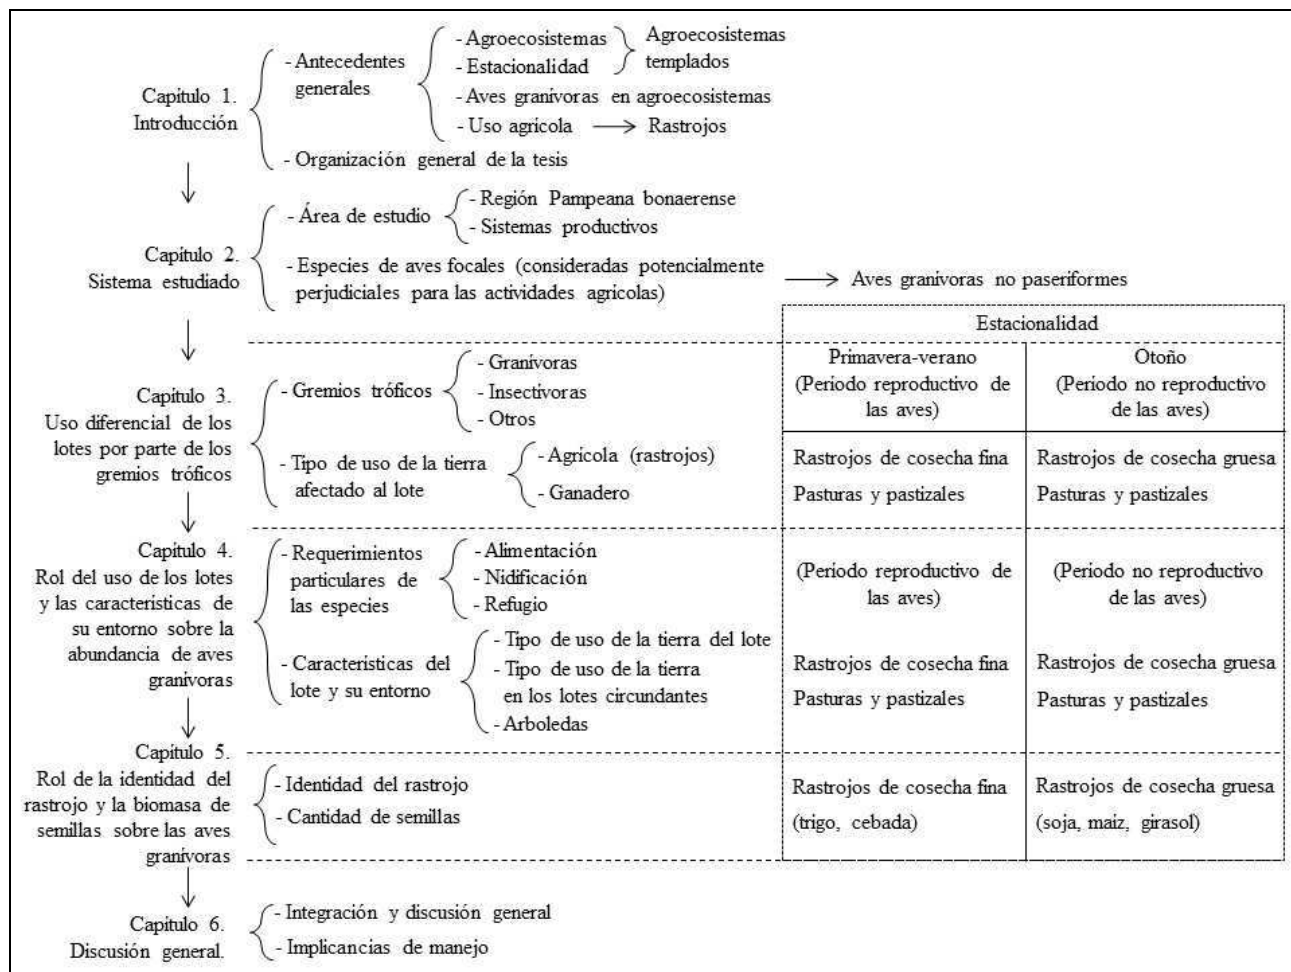 - Agroecosistemas
- Estacionalidad
Agroecosistemas
templados
- Antecedentes
generales
- Aves granívoras en agroecosistemas
- Uso agrícola
Rastrojos
Capítulo 1.
Introducción
- Organización general de la tesis
- Área de estudio
- Región Pampeana bonaerense
- Sistemas productivos
Capítulo 2.
Sistema estudiado
- Especies de aves focales (consideradas potencialmente
perjudiciales para las actividades agrícolas)
Aves granívoras no paseriformes
Estacionalidad
Primavera-verano
(Periodo reproductivo de
las aves)
Otoño
(Periodo no reproductivo
de las aves)
Capítulo 3.
Uso diferencial de los
lotes por parte de los
gremios tróficos
- Gremios tróficos
- Granívoras
- Insectívoras
- Otros
- Tipo de uso de la tierra
afectado al lote
- Agrícola (rastrojos)
- Ganadero
Rastrojos de cosecha fina
Pasturas y pastizales
Rastrojos de cosecha gruesa
Pasturas y pastizales
Capítulo 4.
Rol del uso de los lotes
y las características de
su entorno sobre la
abundancia de aves
granívoras
- Requerimientos
particulares de
las especies
- Alimentación
- Nidificación
- Refugio
- Características del
lote y su entorno
- Tipo de uso de la tierra del lote
- Tipo de uso de la tierra
en los lotes circundantes
- Arboledas
(Periodo reproductivo de
las aves)
Rastrojos de cosecha fina
Pasturas y pastizales
(Periodo no reproductivo
de las aves)
Rastrojos de cosecha gruesa
Pasturas y pastizales
Capítulo 5.
Rol de la identidad del
rastrojo y la biomasa de
semillas sobre las aves
granívoras
- Identidad del rastrojo
- Cantidad de semillas
Rastrojos de cosecha fina
(trigo, cebada)
Rastrojos de cosecha gruesa
(soja, maíz, girasol)
Capítulo 6.
Discusión general.
- Integración y discusión general
- Implicancias de manejo